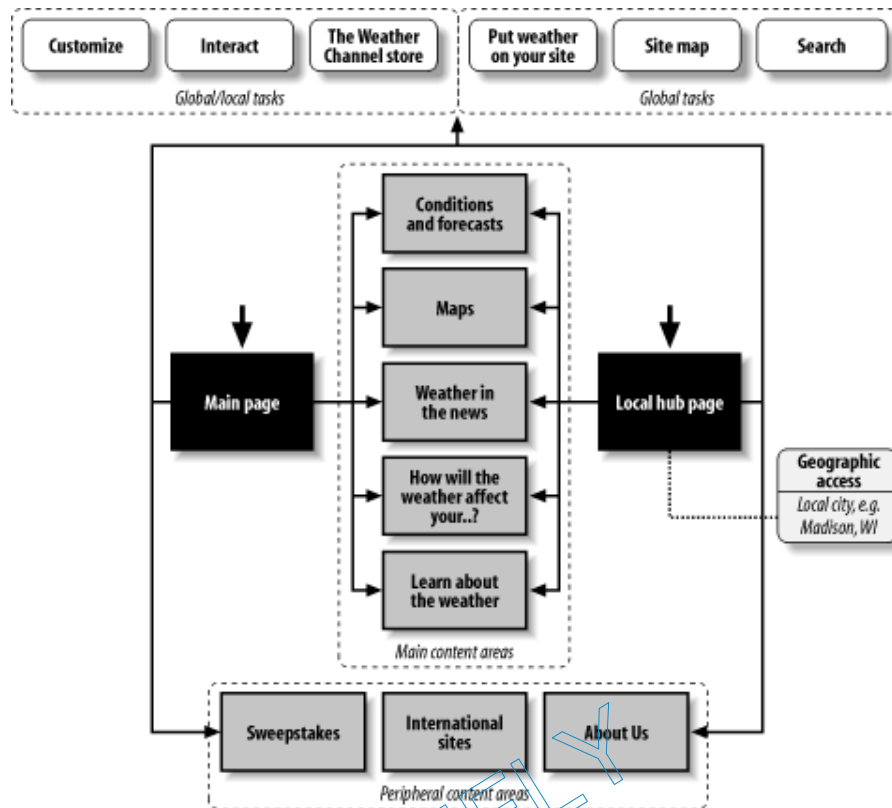 Customize
Interact
The Weather
Channel store
Put weather
on your site
Site map
Search
Global/local tasks
Global tasks
Conditions
and forecasts
Maps
Main page
Weather in
the news
Local hub page
How will the
weather affect
your..?
Geographic
access
Local city, e.g.
Madison, WI
Learn about
the weather
Main content areas
Sweepstakes
International
sites
About Us
Peripheral content areas